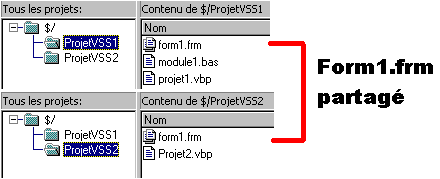 Tous les projets: Contenu de $/ProjetVSS1
$/ Nom
ProjetVSS1 form1.frm
ProjetVSS2 module1.bas
projet1.vbp
Form1.frm
partagé
Tous les projets: Contenu de $/ProjetVSS2
$/ Nom
ProjetVSS1 form1.frm
ProjetVSS2 Projet2.vbp